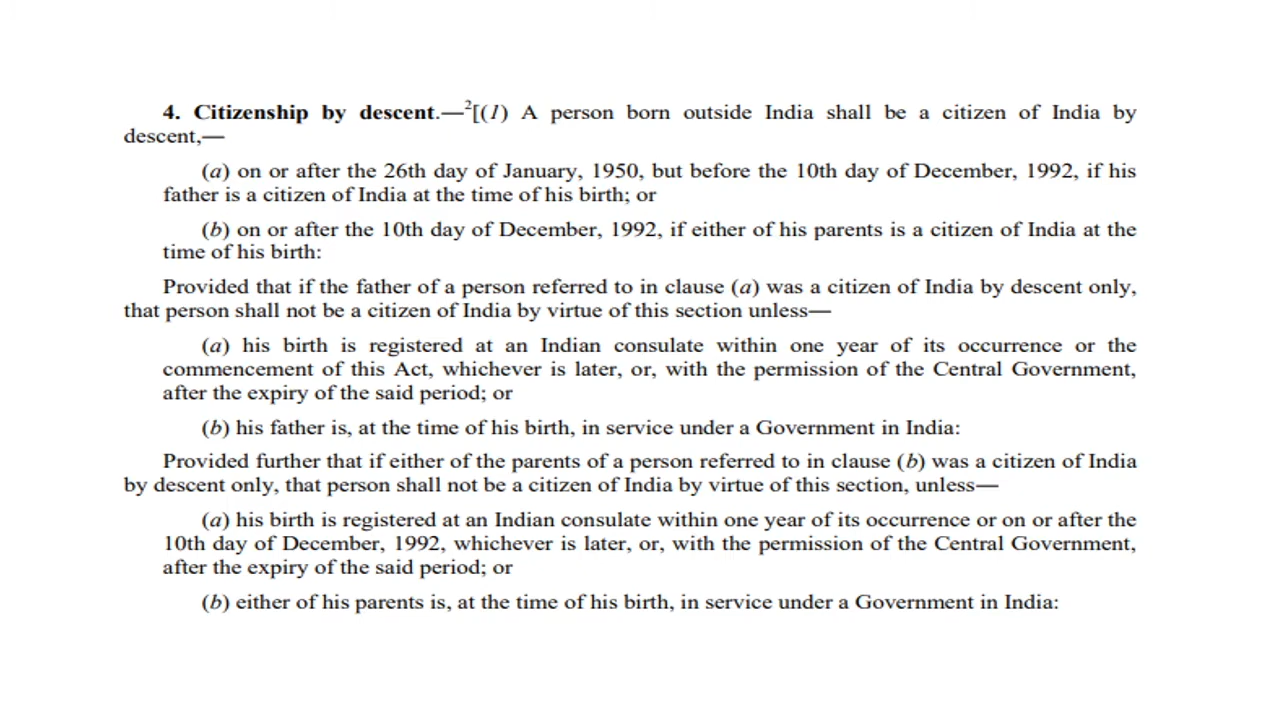 4. Citizenship by descent.—2[(1) A person born outside India shall be a citizen of India by
descent,—
(a) on or after the 26th day of January, 1950, but before the 10th day of December, 1992, if his
father is a citizen of India at the time of his birth; or
(b) on or after the 10th day of December, 1992, if either of his parents is a citizen of India at the
time of his birth:
Provided that if the father of a person referred to in clause (a) was a citizen of India by descent only,
that person shall not be a citizen of India by virtue of this section unless—
(a) his birth is registered at an Indian consulate within one year of its occurrence or the
commencement of this Act, whichever is later, or, with the permission of the Central Government,
after the expiry of the said period; or
(b) his father is, at the time of his birth, in service under a Government in India:
Provided further that if either of the parents of a person referred to in clause (b) was a citizen of India
by descent only, that person shall not be a citizen of India by virtue of this section, unless—
(a) his birth is registered at an Indian consulate within one year of its occurrence or on or after the
10th day of December, 1992, whichever is later, or, with the permission of the Central Government,
after the expiry of the said period; or
(b) either of his parents is, at the time of his birth, in service under a Government in India: